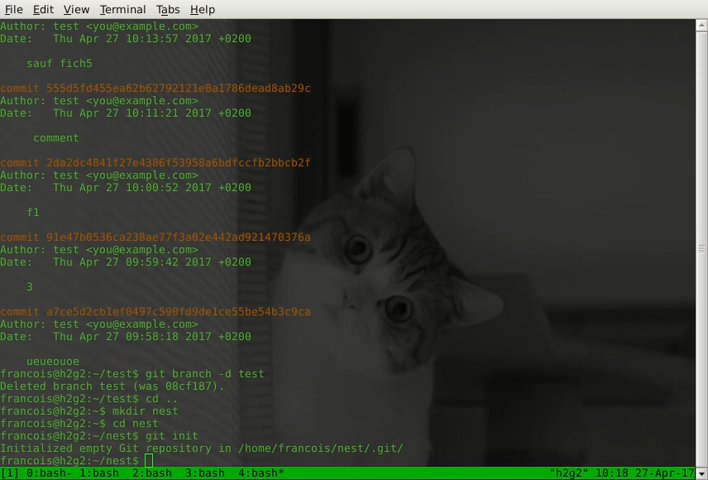 File Edit View Terminal Tabs Help
Author: test <you@example.com>
Date:   Thu Apr 27 10:13:57 2017 +0200
sauf fich5
commit 555d5fd455ea62b62792121e8a1786dead8ab29c
Author: test <you@example.com>
Date:   Thu Apr 27 10:11:21 2017 +0200
comment
commit 2da2dc4841f27e4386f53958a6bdfccfb2bbcb2f
Author: test <you@example.com>
Date:   Thu Apr 27 10:00:52 2017 +0200
f1
commit 91e47b0536ca238ae77f3a02e442ad921470376a
Author: test <you@example.com>
Date:   Thu Apr 27 09:59:42 2017 +0200
3
commit a7ce5d2cb1ef0497c590fd9de1ce55be54b3c9ca
Author: test <you@example.com>
Date:   Thu Apr 27 09:58:18 2017 +0200
ueueouoe
francois@h2g2:~/test$ git branch -d test
Deleted branch test (was 08cf187).
francois@h2g2:~/test$ cd ..
francois@h2g2:~$ mkdir nest
francois@h2g2:~$ cd nest
francois@h2g2:~/nest$ git init
Initialized empty Git repository in /home/francois/nest/.git/
francois@h2g2:~/nest$
[1] 0:bash- 1:bash  2:bash  3:bash  4:bash* "h2g2" 10:18 27-Apr-17